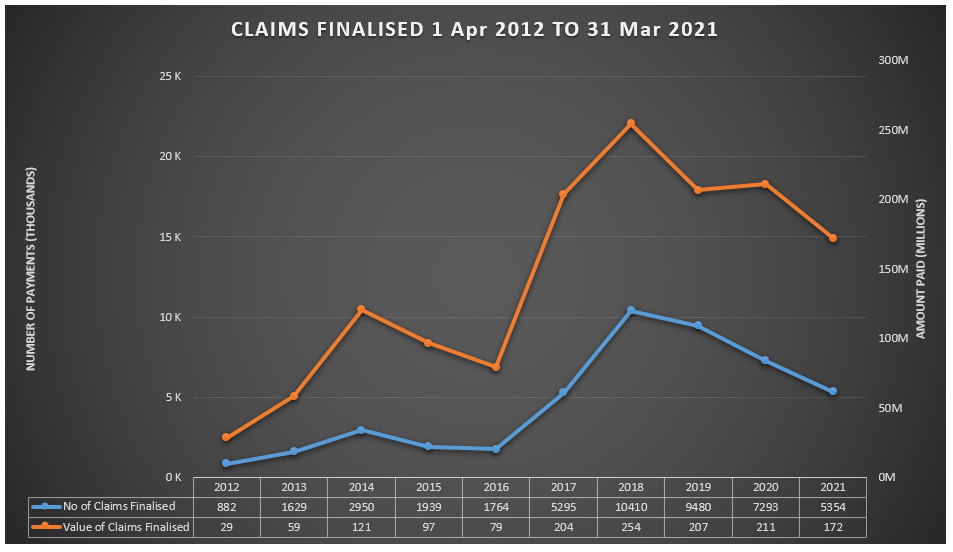 CLAIMS FINALISED 1 Apr 2012 TO 31 Mar 2021
NUMBER OF PAYMENTS (THOUSANDS)
25 K
20 K
15 K
10 K
5 K
0 K
300M
250M
200M
150M
100M
50M
0M
AMOUNT PAID (MILLIONS)
2012 2013 2014 2015 2016 2017 2018 2019 2020 2021
No of Claims Finalised 882 1629 2950 1939 1764 5295 10410 9480 7293 5354
Value of Claims Finalised 29 59 121 97 79 204 254 207 211 172